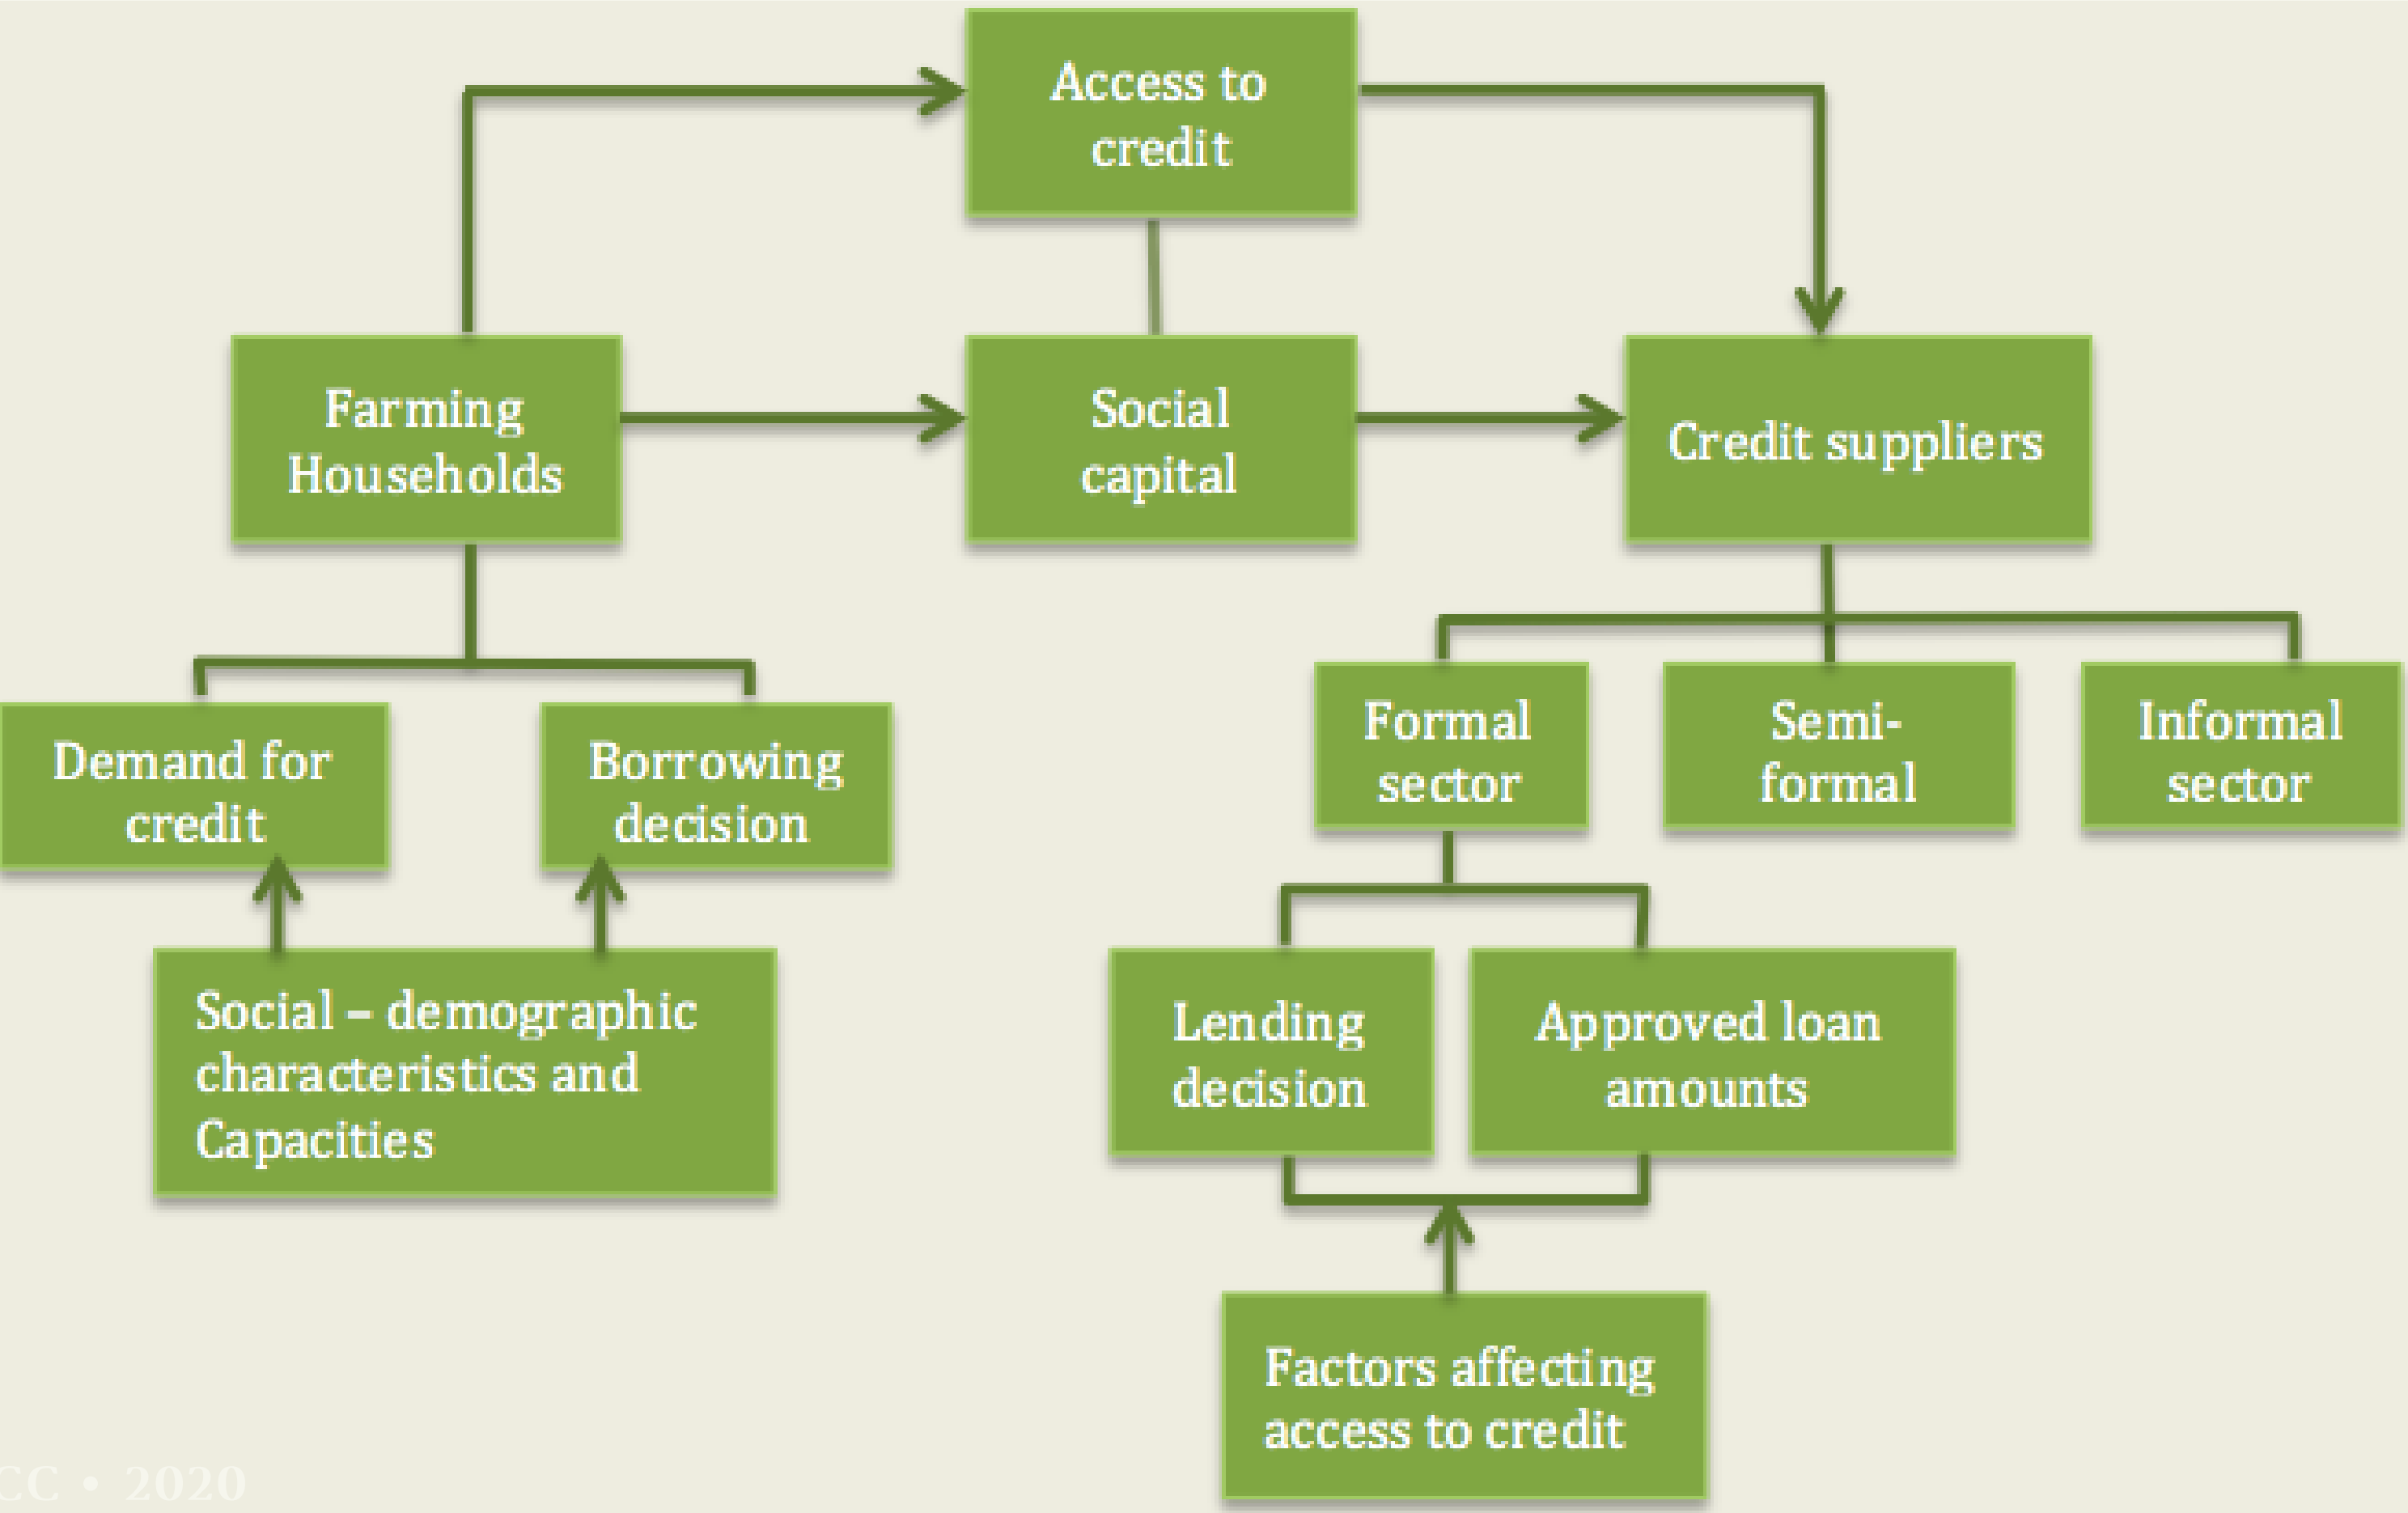 Access to
credit
Farming
Households
Social
capital
Credit suppliers
Demand for
credit
Borrowing
decision
Formal
sector
Semi-
formal
Informal
sector
Social – demographic
characteristics and
Capacities
Lending
decision
Approved loan
amounts
Factors affecting
access to credit
CC • 2020